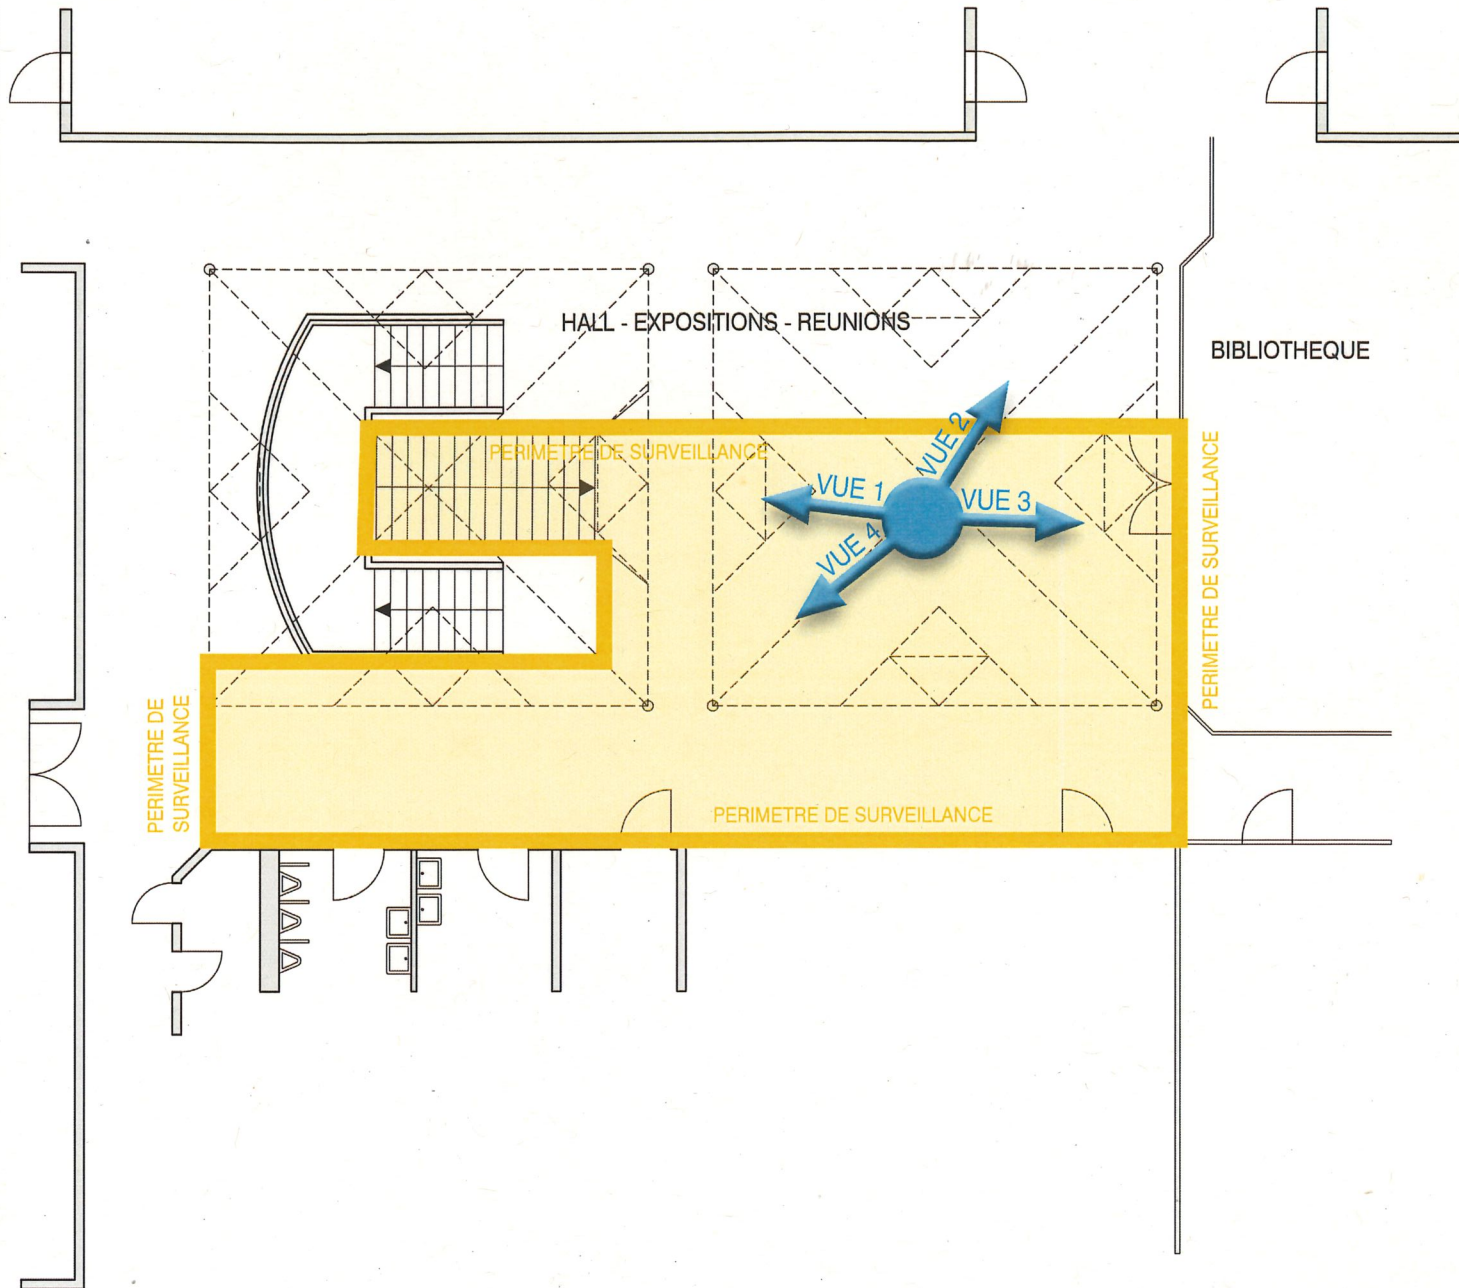 HALL - EXPOSITIONS - REUNIONS
BIBLIOTHEQUE
PERIMETRE DE SURVEILLANCE
VUE 2
VUE 1
VUE 3
VUE 4
PERIMETRE DE SURVEILLANCE
PERIMETRE DE
SURVEILLANCE
PERIMETRE DE SURVEILLANCE